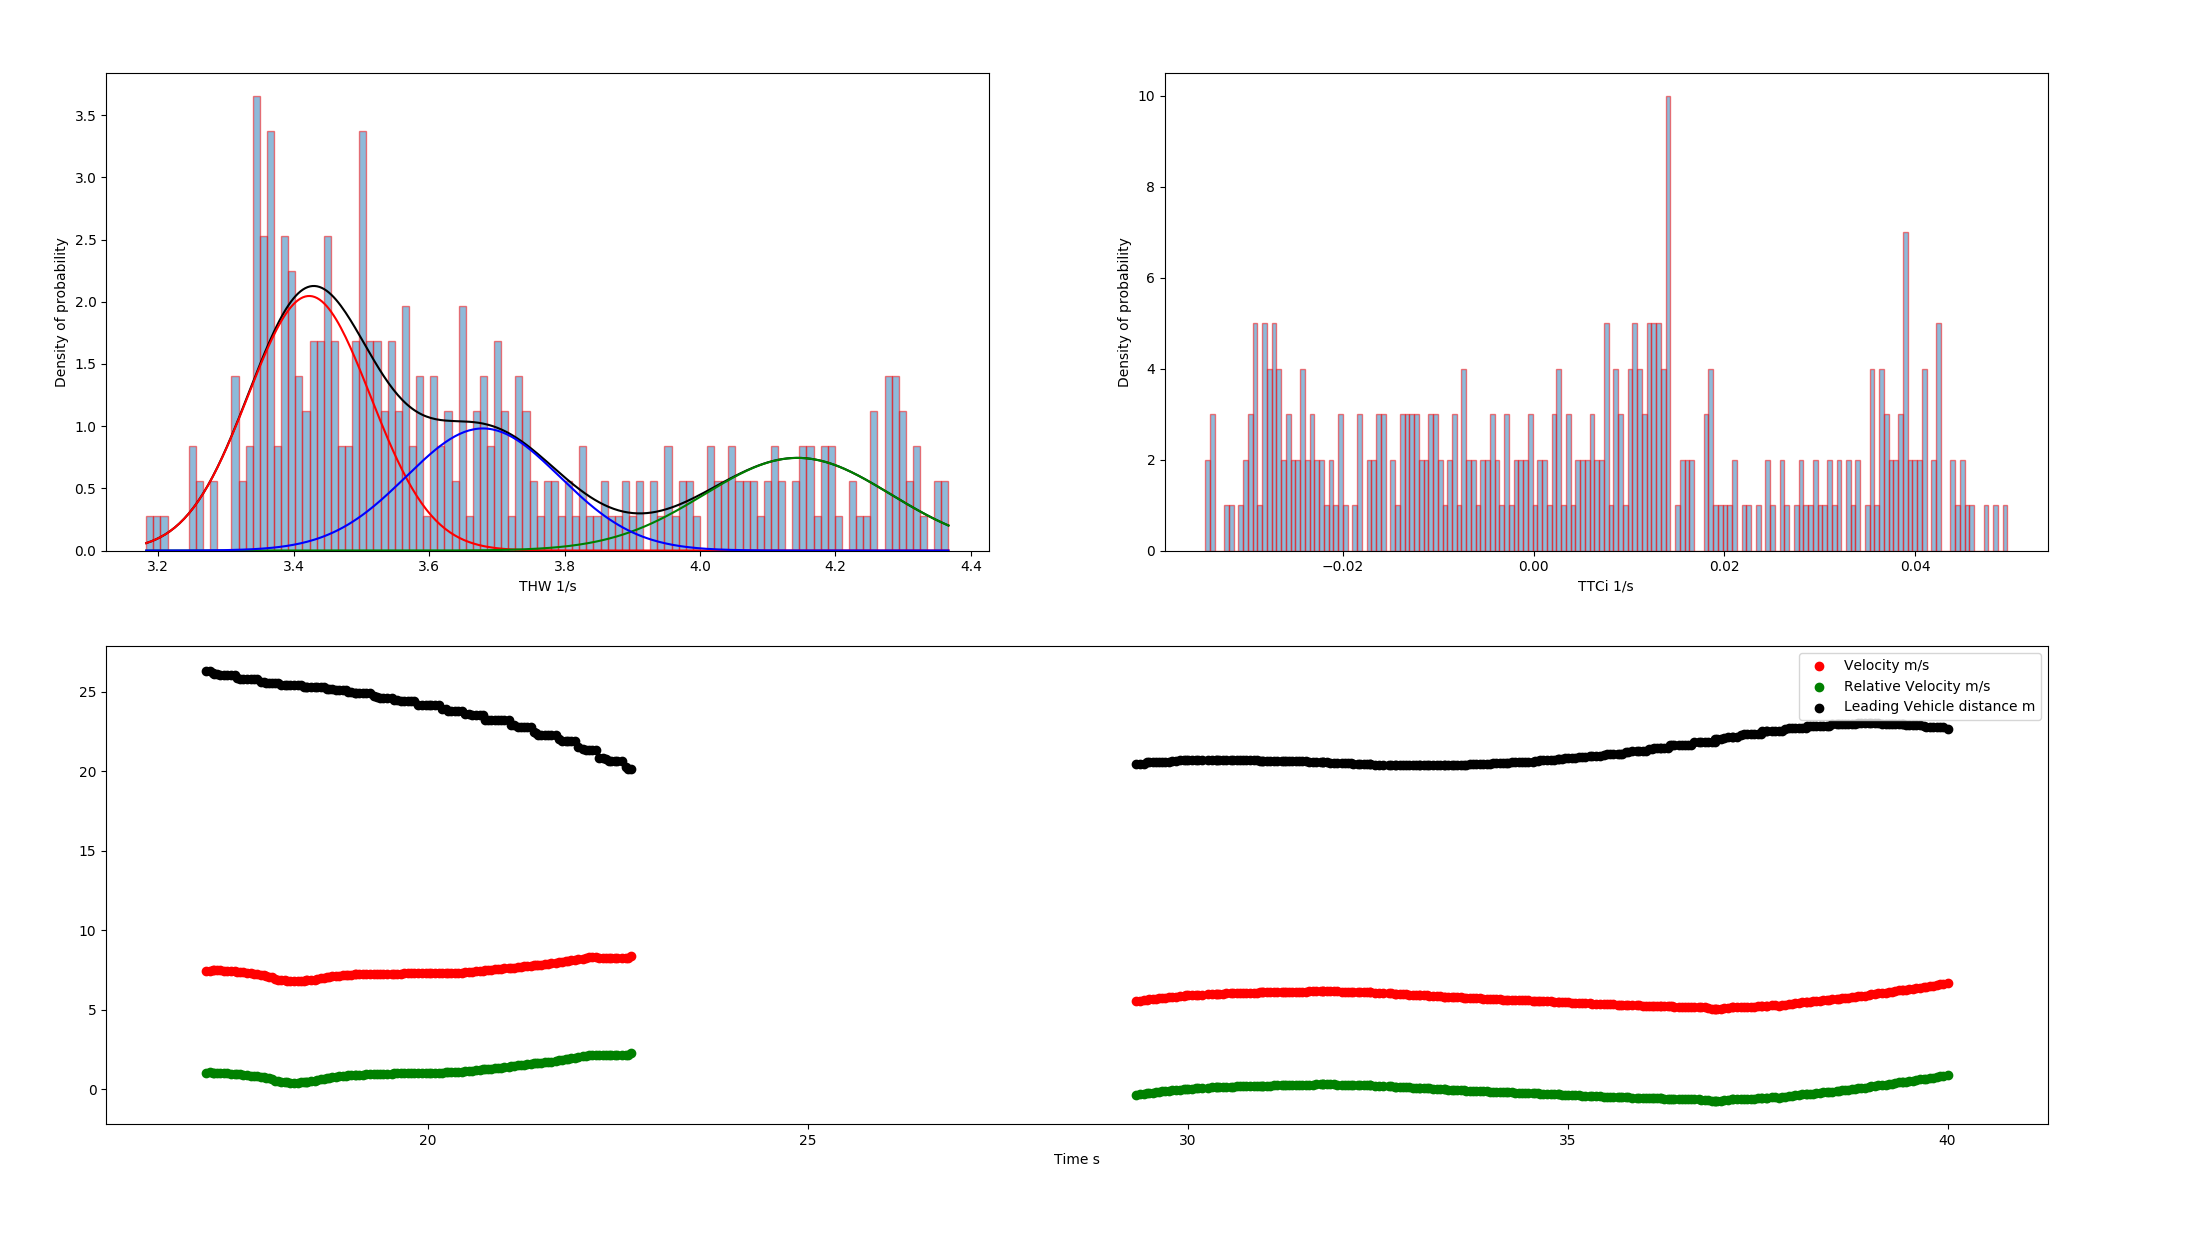 Density of probability
3.5
3.0
2.5
2.0
1.5
1.0
0.5
0.0
3.2 3.4 3.6 3.8 4.0 4.2 4.4
THW 1/s
Density of probability
10
8
6
4
2
0
−0.02 0.00 0.02 0.04
TTCi 1/s
25
20
15
10
5
0
Velocity m/s
Relative Velocity m/s
Leading Vehicle distance m
20 25 30 35 40
Time s